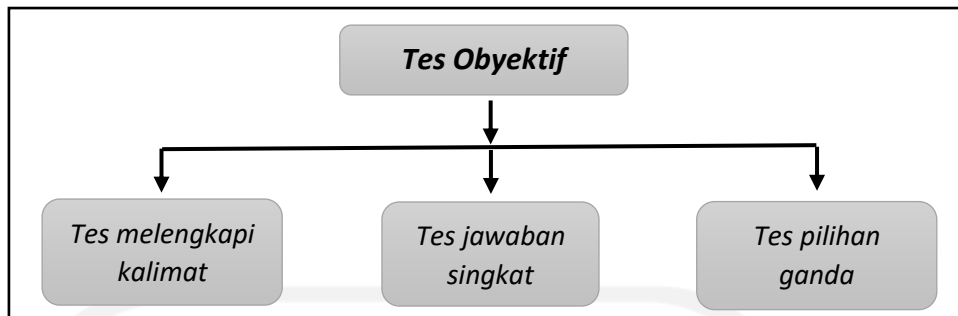 Tes Obyektif
Tes melengkapi
kalimat
Tes jawaban
singkat
Tes pilihan
ganda